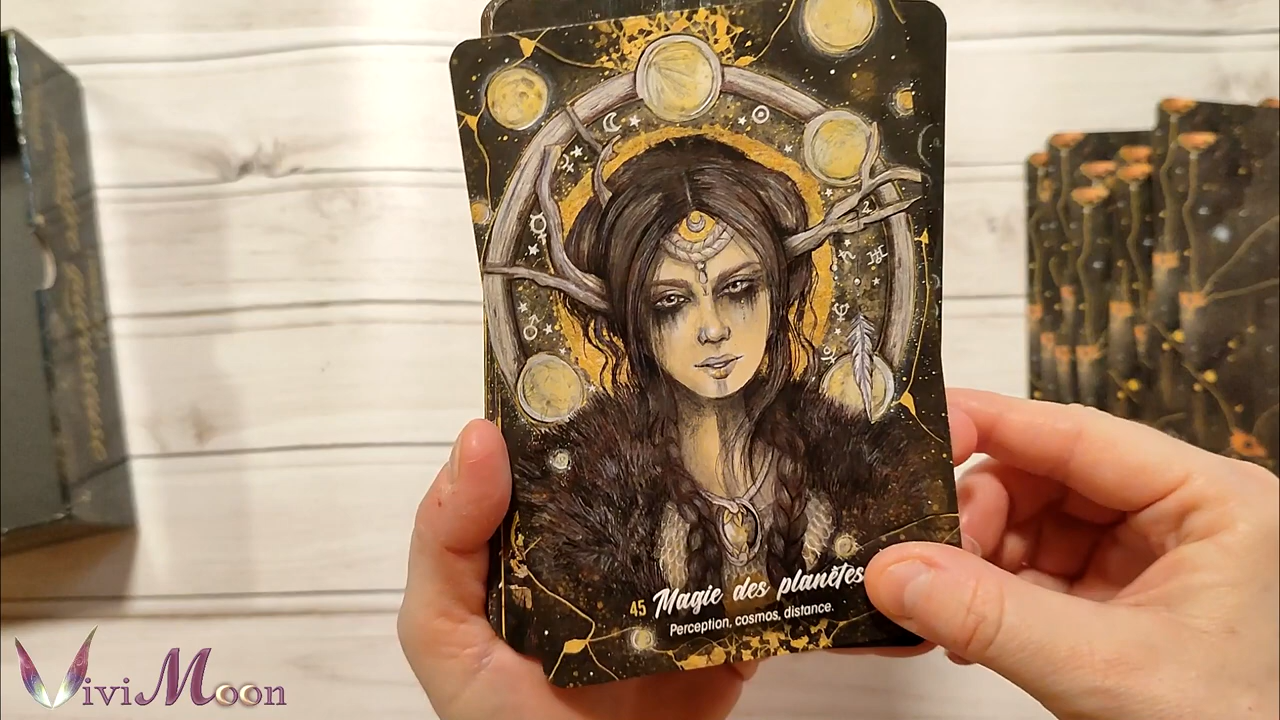 45 Magie des planètes
Perception, cosmos, distance.
ViviMoon